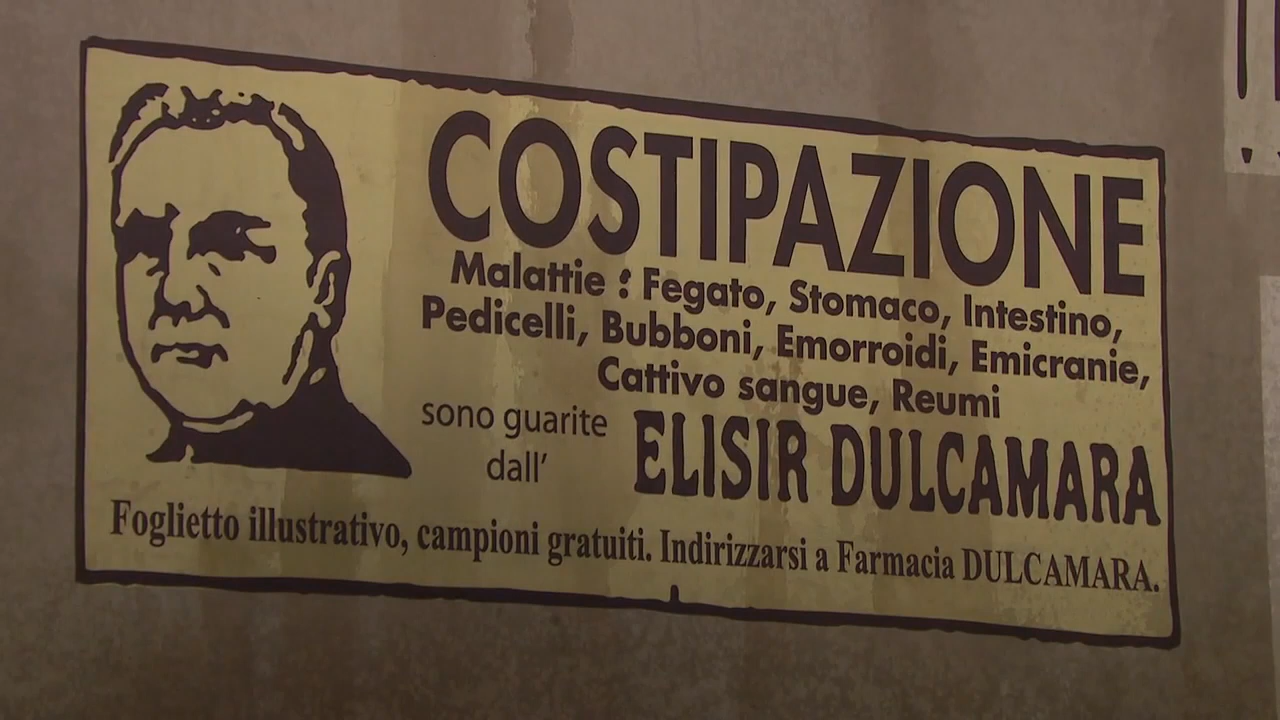 COSTIPAZIONE
Malattie : Fegato, Stomaco, Intestino,
Pedicelli, Bubboni, Emorroidi, Emicranie,
Cattivo sangue, Reumi
sono guarite
dall' ELISIR DULCAMARA
Foglietto illustrativo, campioni gratuiti. Indirizzarsi a Farmacia DULCAMARA.